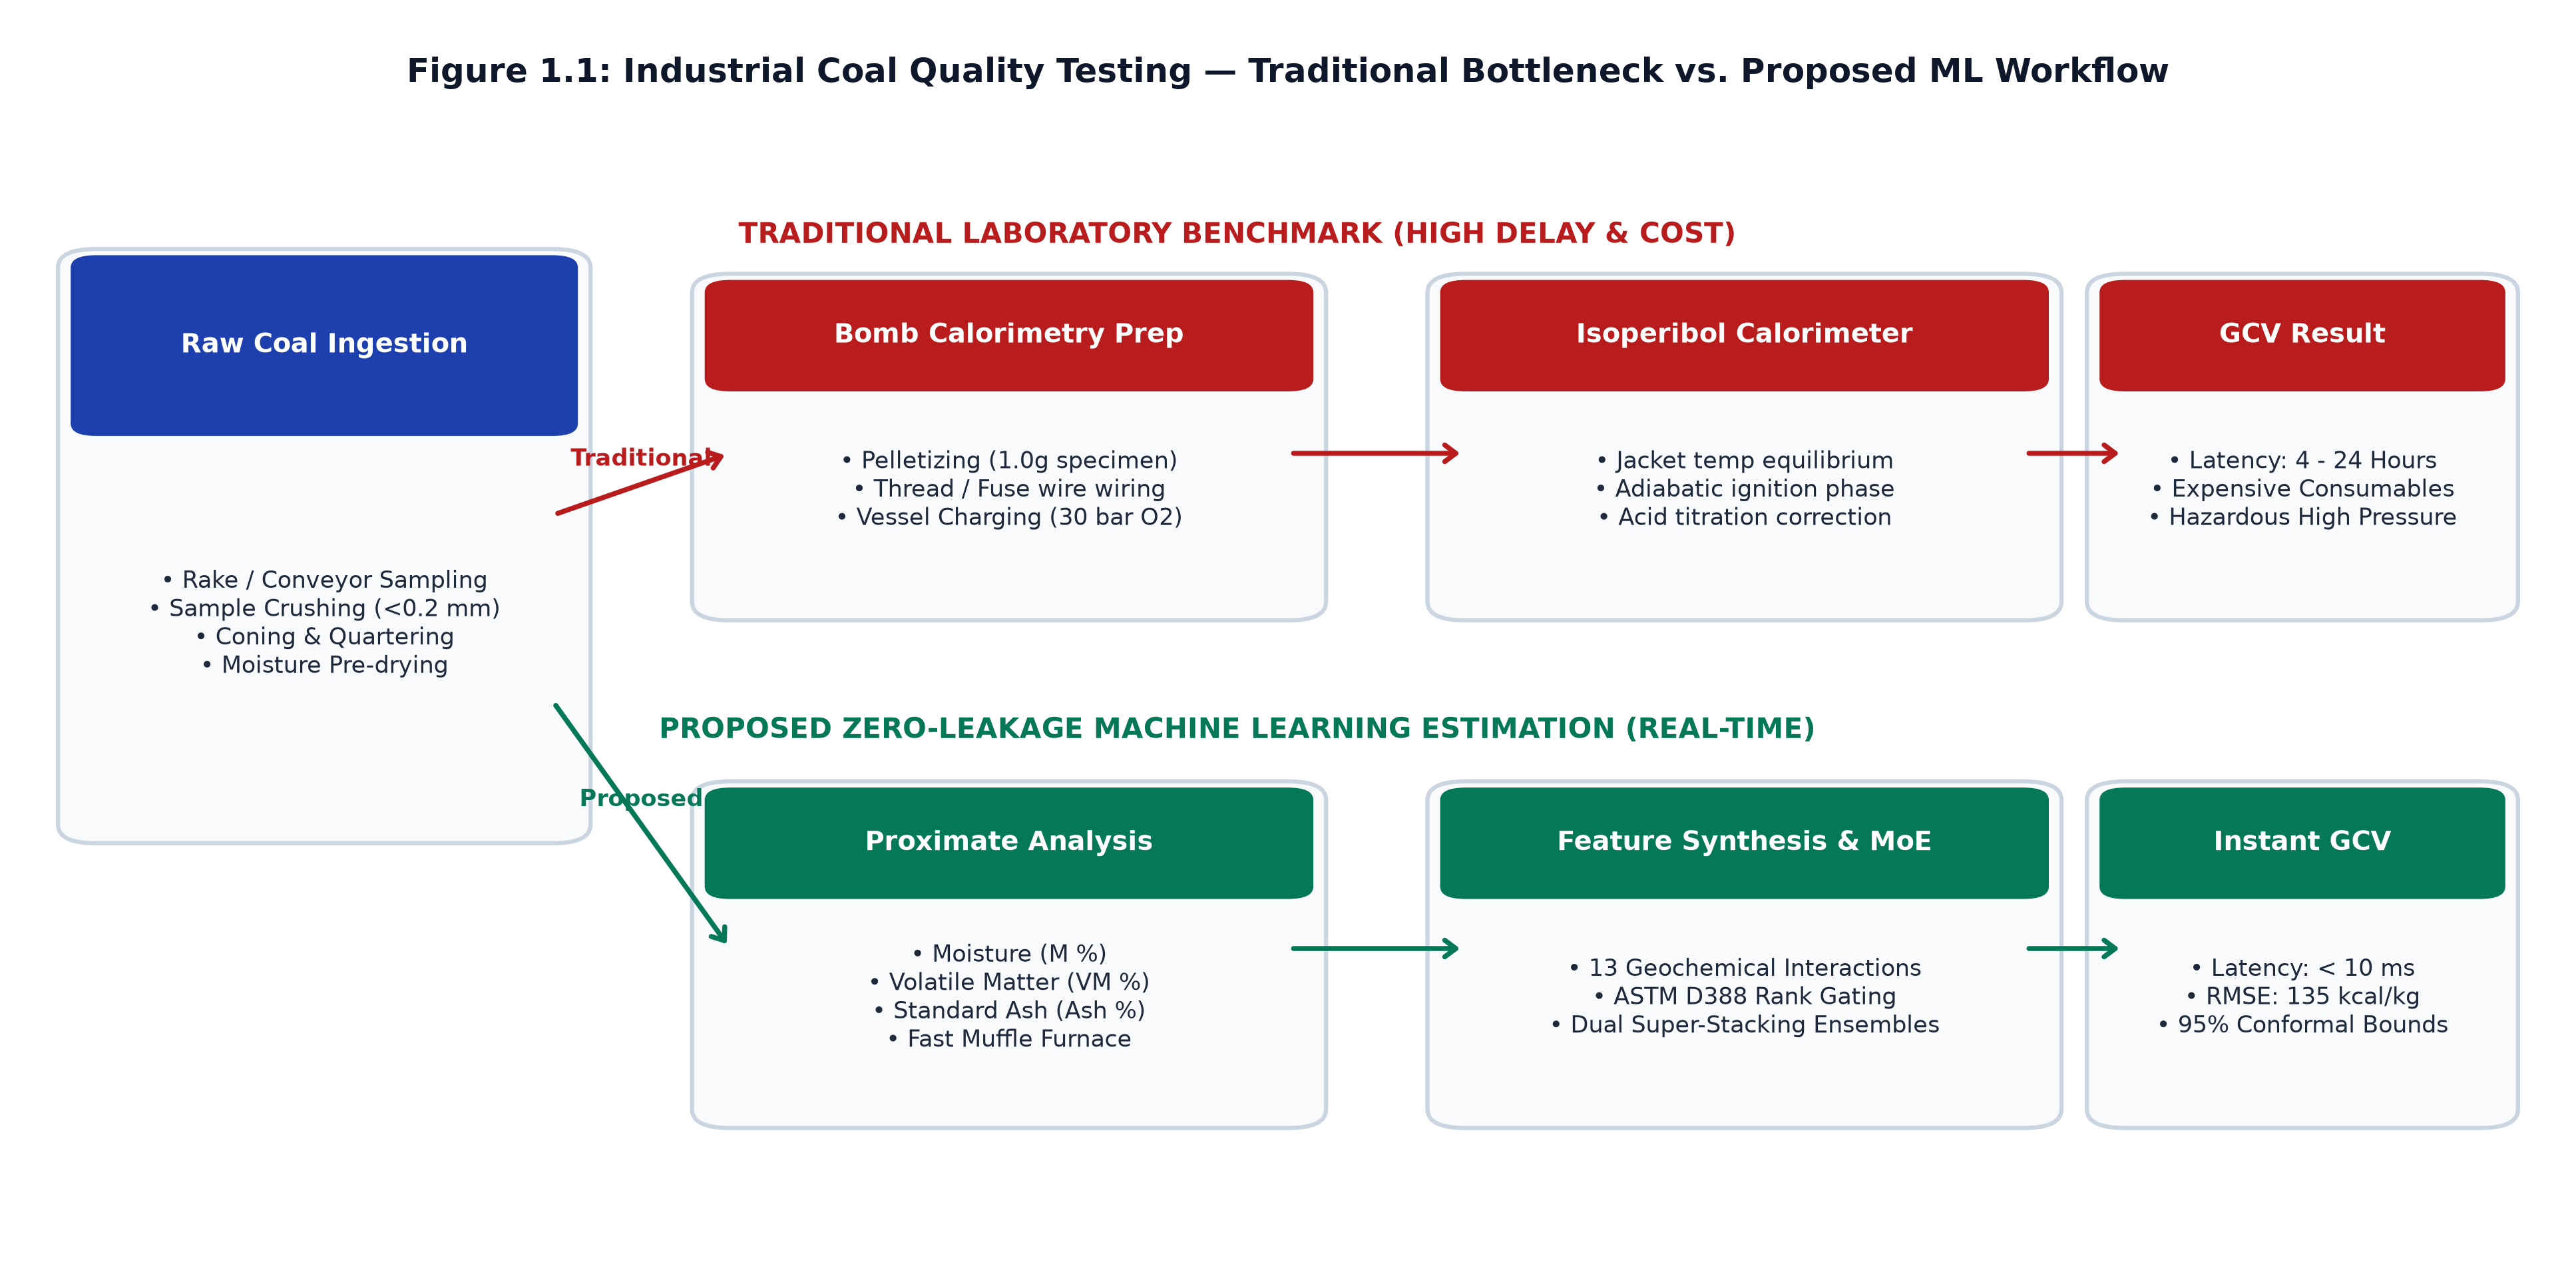 Figure 1.1: Industrial Coal Quality Testing — Traditional Bottleneck vs. Proposed ML Workflow
Raw Coal Ingestion
• Rake / Conveyor Sampling
• Sample Crushing (<0.2 mm)
• Coning & Quartering
• Moisture Pre-drying
TRADITIONAL LABORATORY BENCHMARK (HIGH DELAY & COST)
Traditional
Bomb Calorimetry Prep
• Pelletizing (1.0g specimen)
• Thread / Fuse wire wiring
• Vessel Charging (30 bar O2)
Isoperibol Calorimeter
• Jacket temp equilibrium
• Adiabatic ignition phase
• Acid titration correction
GCV Result
• Latency: 4 - 24 Hours
• Expensive Consumables
• Hazardous High Pressure
PROPOSED ZERO-LEAKAGE MACHINE LEARNING ESTIMATION (REAL-TIME)
Proposed
Proximate Analysis
• Moisture (M %)
• Volatile Matter (VM %)
• Standard Ash (Ash %)
• Fast Muffle Furnace
Feature Synthesis & MoE
• 13 Geochemical Interactions
• ASTM D388 Rank Gating
• Dual Super-Stacking Ensembles
Instant GCV
• Latency: < 10 ms
• RMSE: 135 kcal/kg
• 95% Conformal Bounds